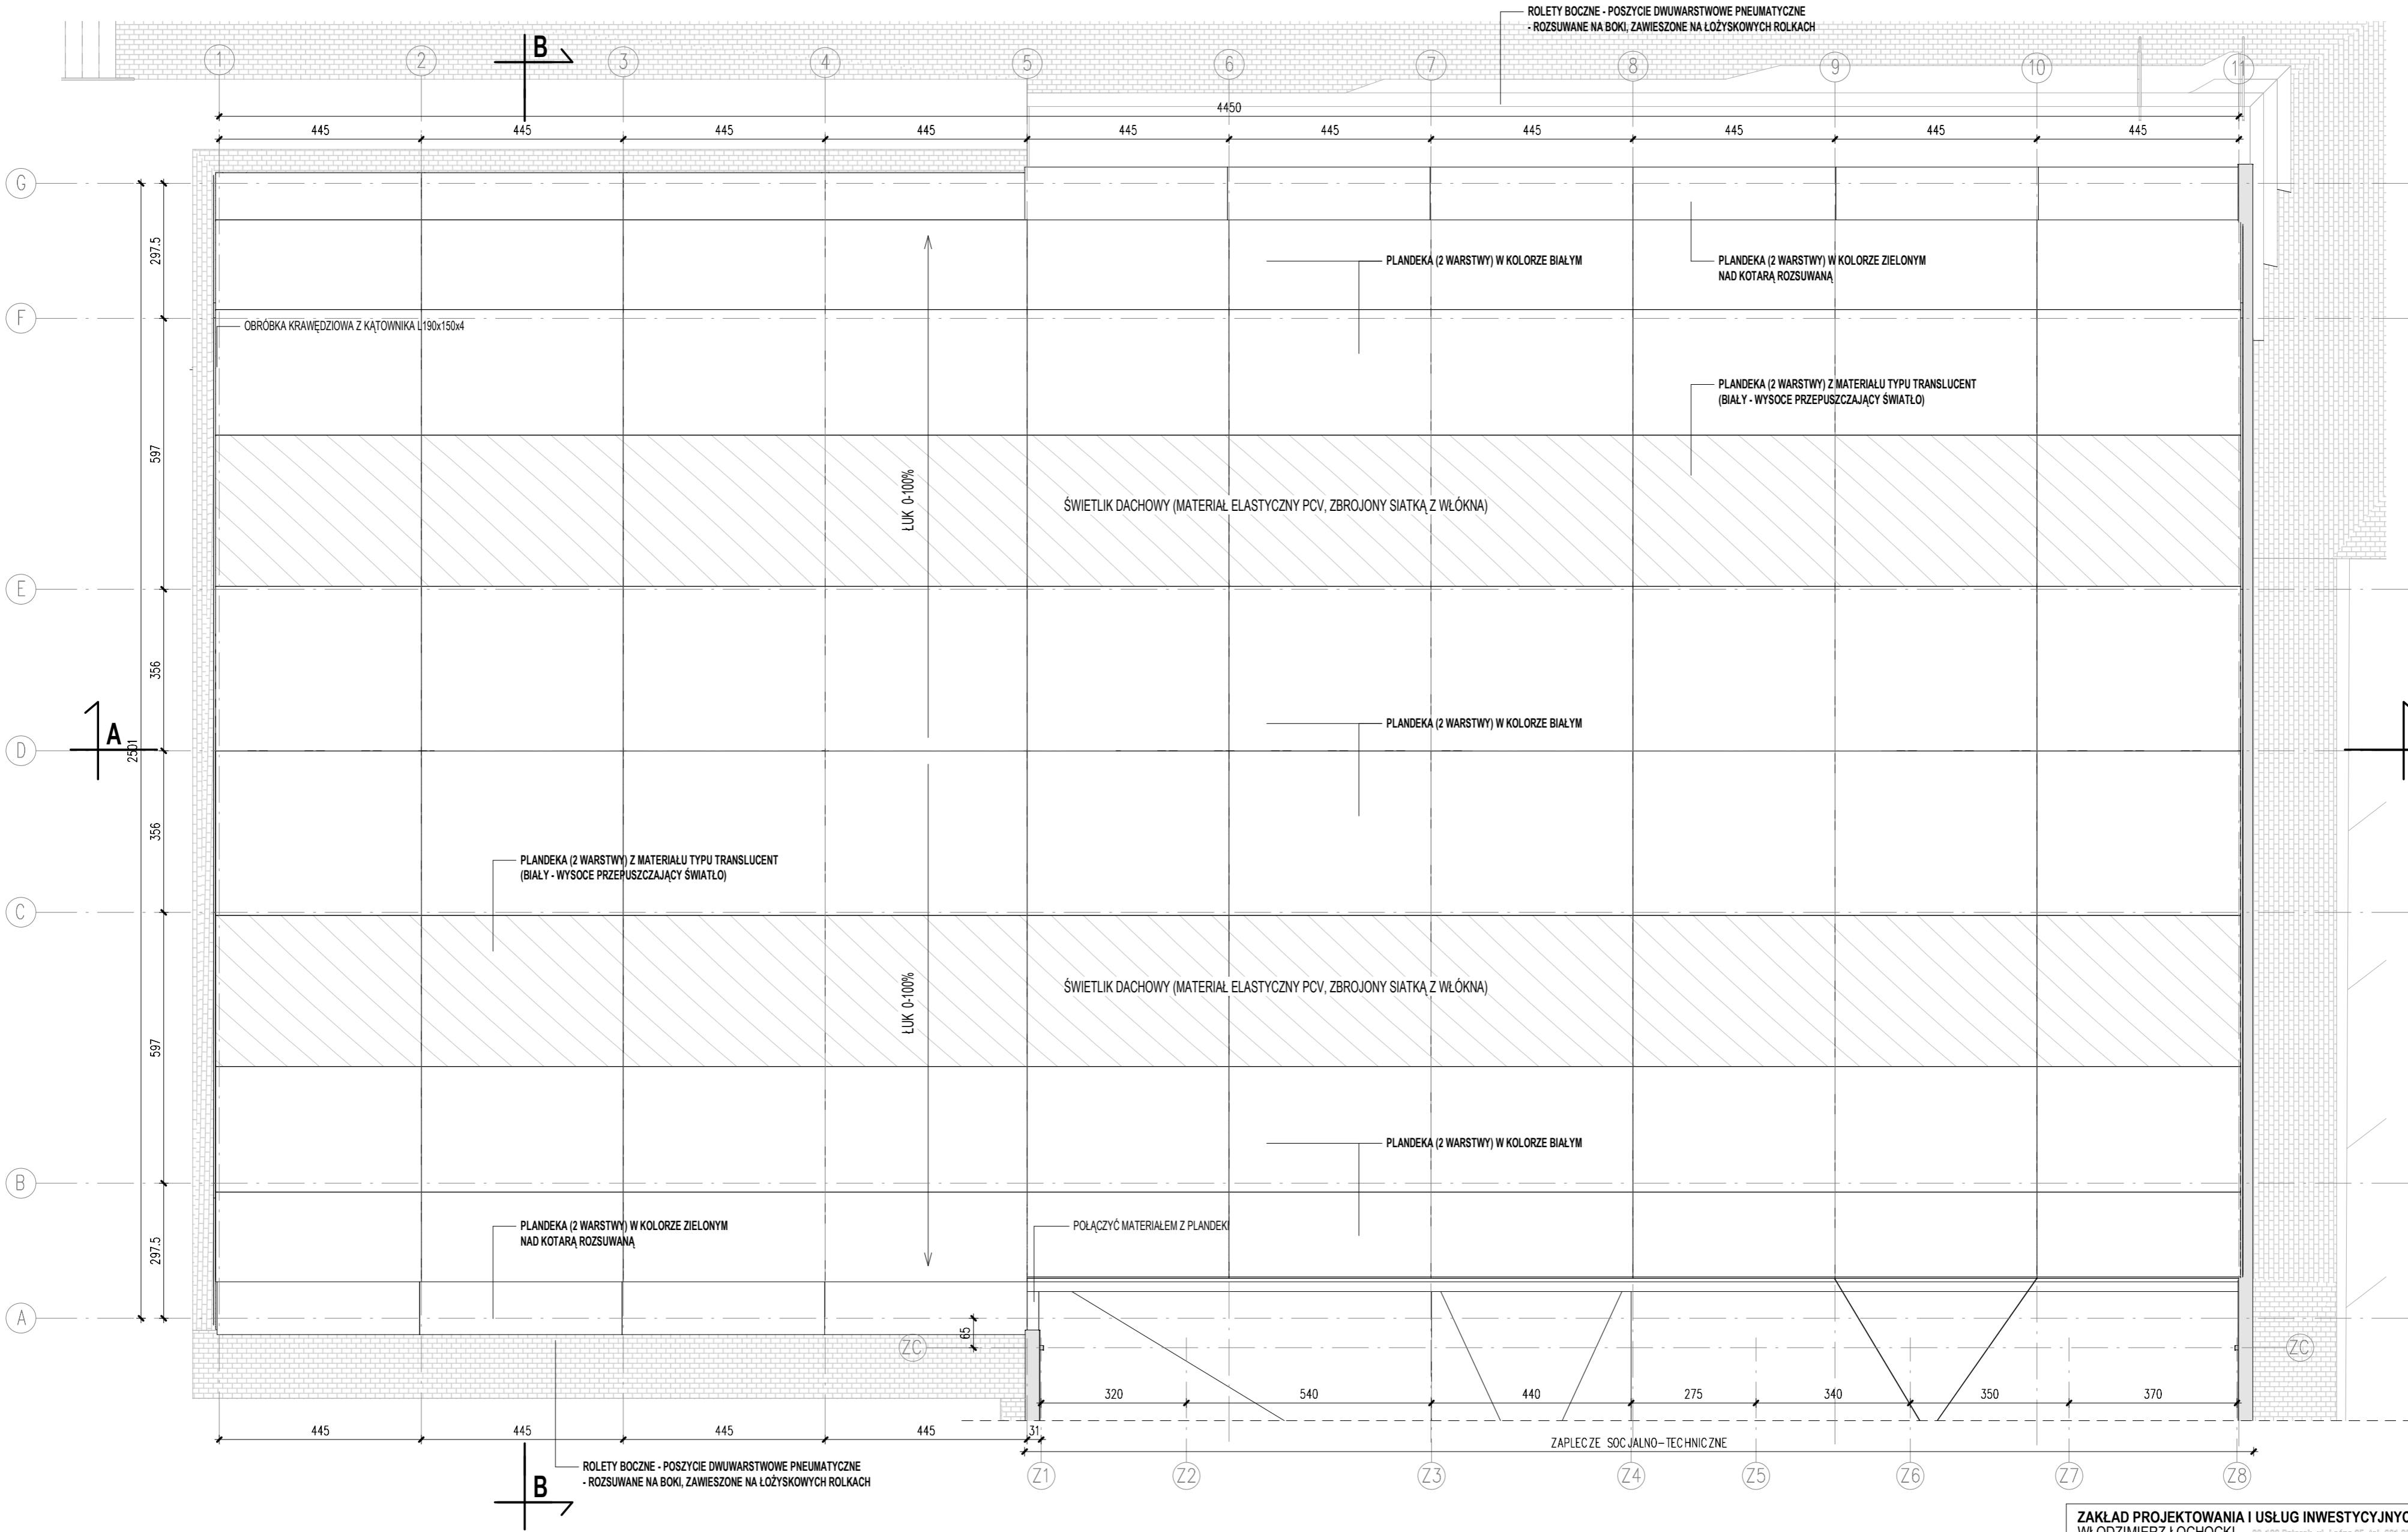 ROLETY BOCZNE - POSZYCIE DWUWARSTWOWE PNEUMATYCZNE
- ROZSUWANE NA BOKI, ZAWIESZONE NA ŁOŻYSKOWYCH ROLKACH
B
1 2 3 4 5 6 7 8 9 10 11
4450
445 445 445 445 445 445 445 445 445 445
G
297.5
PLANDEKA (2 WARSTWY) W KOLORZE BIAŁYM
PLANDEKA (2 WARSTWY) W KOLORZE ZIELONYM
NAD KOTARĄ ROZSUWANĄ
F
OBRÓBKA KRAWĘDZIOWA Z KĄTOWNIKA L190x150x4
PLANDEKA (2 WARSTWY) Z MATERIAŁU TYPU TRANSLUCENT
(BIAŁY - WYSOCE PRZEPUSZCZAJĄCY ŚWIATŁO)
597
ŁUK 0-100%
ŚWIETLIK DACHOWY (MATERIAŁ ELASTYCZNY PCV, ZBROJONY SIATKĄ Z WŁÓKNA)
E
356
PLANDEKA (2 WARSTWY) W KOLORZE BIAŁYM
A
D
2501
356
PLANDEKA (2 WARSTWY) Z MATERIAŁU TYPU TRANSLUCENT
(BIAŁY - WYSOCE PRZEPUSZCZAJĄCY ŚWIATŁO)
C
ŁUK 0-100%
ŚWIETLIK DACHOWY (MATERIAŁ ELASTYCZNY PCV, ZBROJONY SIATKĄ Z WŁÓKNA)
597
PLANDEKA (2 WARSTWY) W KOLORZE BIAŁYM
B
PLANDEKA (2 WARSTWY) W KOLORZE ZIELONYM
NAD KOTARĄ ROZSUWANĄ
POŁĄCZYĆ MATERIAŁEM Z PLANDEKI
297.5
A
65
ZC ZC
320 540 440 275 340 350 370
445 445 445 445 31
ZAPLECZE SOCJALNO-TECHNICZNE
ROLETY BOCZNE - POSZYCIE DWUWARSTWOWE PNEUMATYCZNE
- ROZSUWANE NA BOKI, ZAWIESZONE NA ŁOŻYSKOWYCH ROLKACH
Z1 Z2 Z3 Z4 Z5 Z6 Z7 Z8
B
ZAKŁAD PROJEKTOWANIA I USŁUG INWESTYCYJNYC
WŁODZIMIERZ ŁOCHOCKI